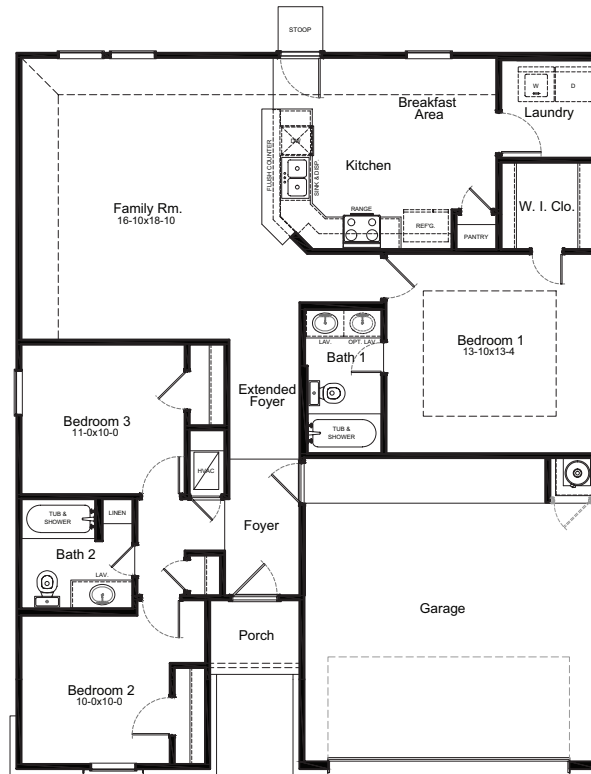 STOOP
Breakfast
Area
W
D
Laundry
FLUSH COUNTER
DW
SINK & DISP.
Kitchen
Family Rm.
16-10x18-10
RANGE
REF'G.
PANTRY
W. I. Clo.
LAV.
OPT. LAV.
Bath 1
Bedroom 1
13-10x13-4
Extended
Foyer
Bedroom 3
11-0x10-0
TUB &
SHOWER
HVAC
TUB &
SHOWER
LINEN
Foyer
Bath 2
LAV.
Garage
Porch
Bedroom 2
10-0x10-0